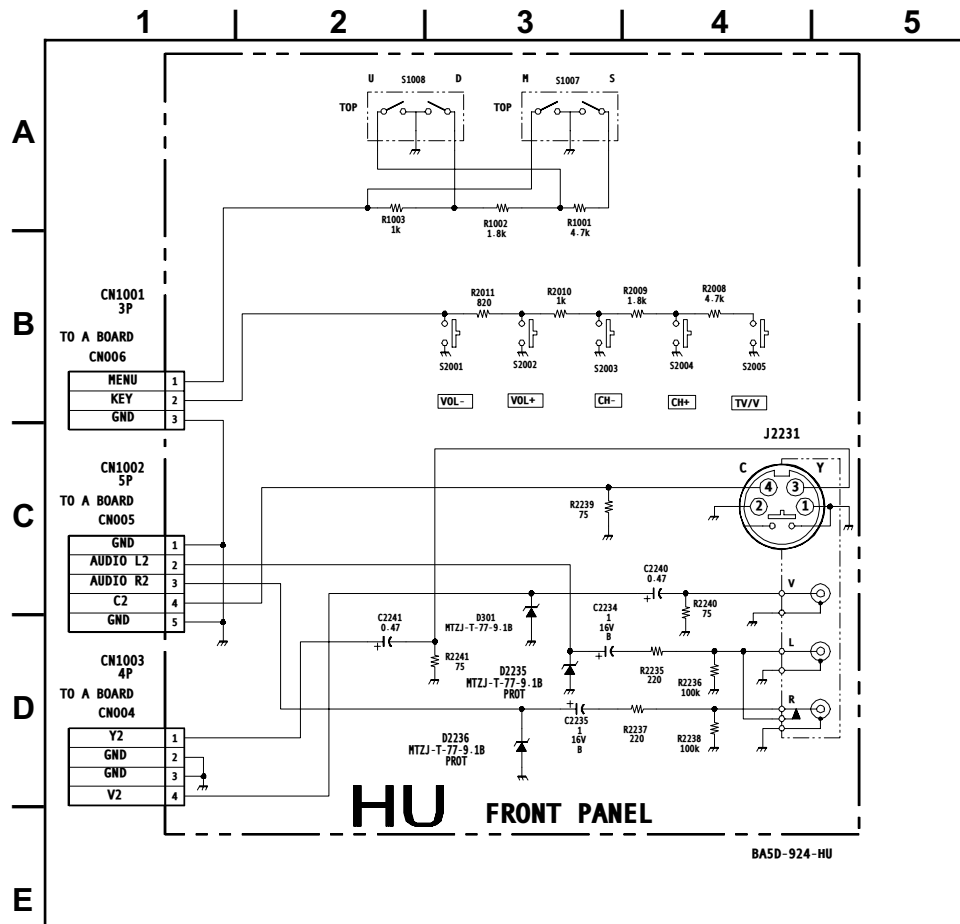 1 2 3 4 5
A
U S1008 D M S1007 S
TOP TOP
R1003
1k
R1002
1.8k
R1001
4.7k
B
CN1001
3P
TO A BOARD
CN006
MENU 1
KEY 2
GND 3
R2011
820
R2010
1k
R2009
1.8k
R2008
4.7k
S2001 S2002 S2003 S2004 S2005
VOL- VOL+ CH- CH+ TV/V
C
CN1002
5P
TO A BOARD
CN005
GND 1
AUDIO L2 2
AUDIO R2 3
C2 4
GND 5
J2231
C Y
4 3
2 1
R2239
75
C2240
0.47
V
R2240
75
C2241
0.47
+
D301
MTZJ-T-77-9.1B
C2234
1
16V
B
+
R2241
75
D
CN1003
4P
TO A BOARD
CN004
Y2 1
GND 2
GND 3
V2 4
D2235
MTZJ-T-77-9.1B
PROT
R2235
220
R2236
100k
L
D2236
MTZJ-T-77-9.1B
PROT
+
C2235
1
16V
B
R2237
220
R2238
100k
R
HU FRONT PANEL
BA5D-924-HU
E